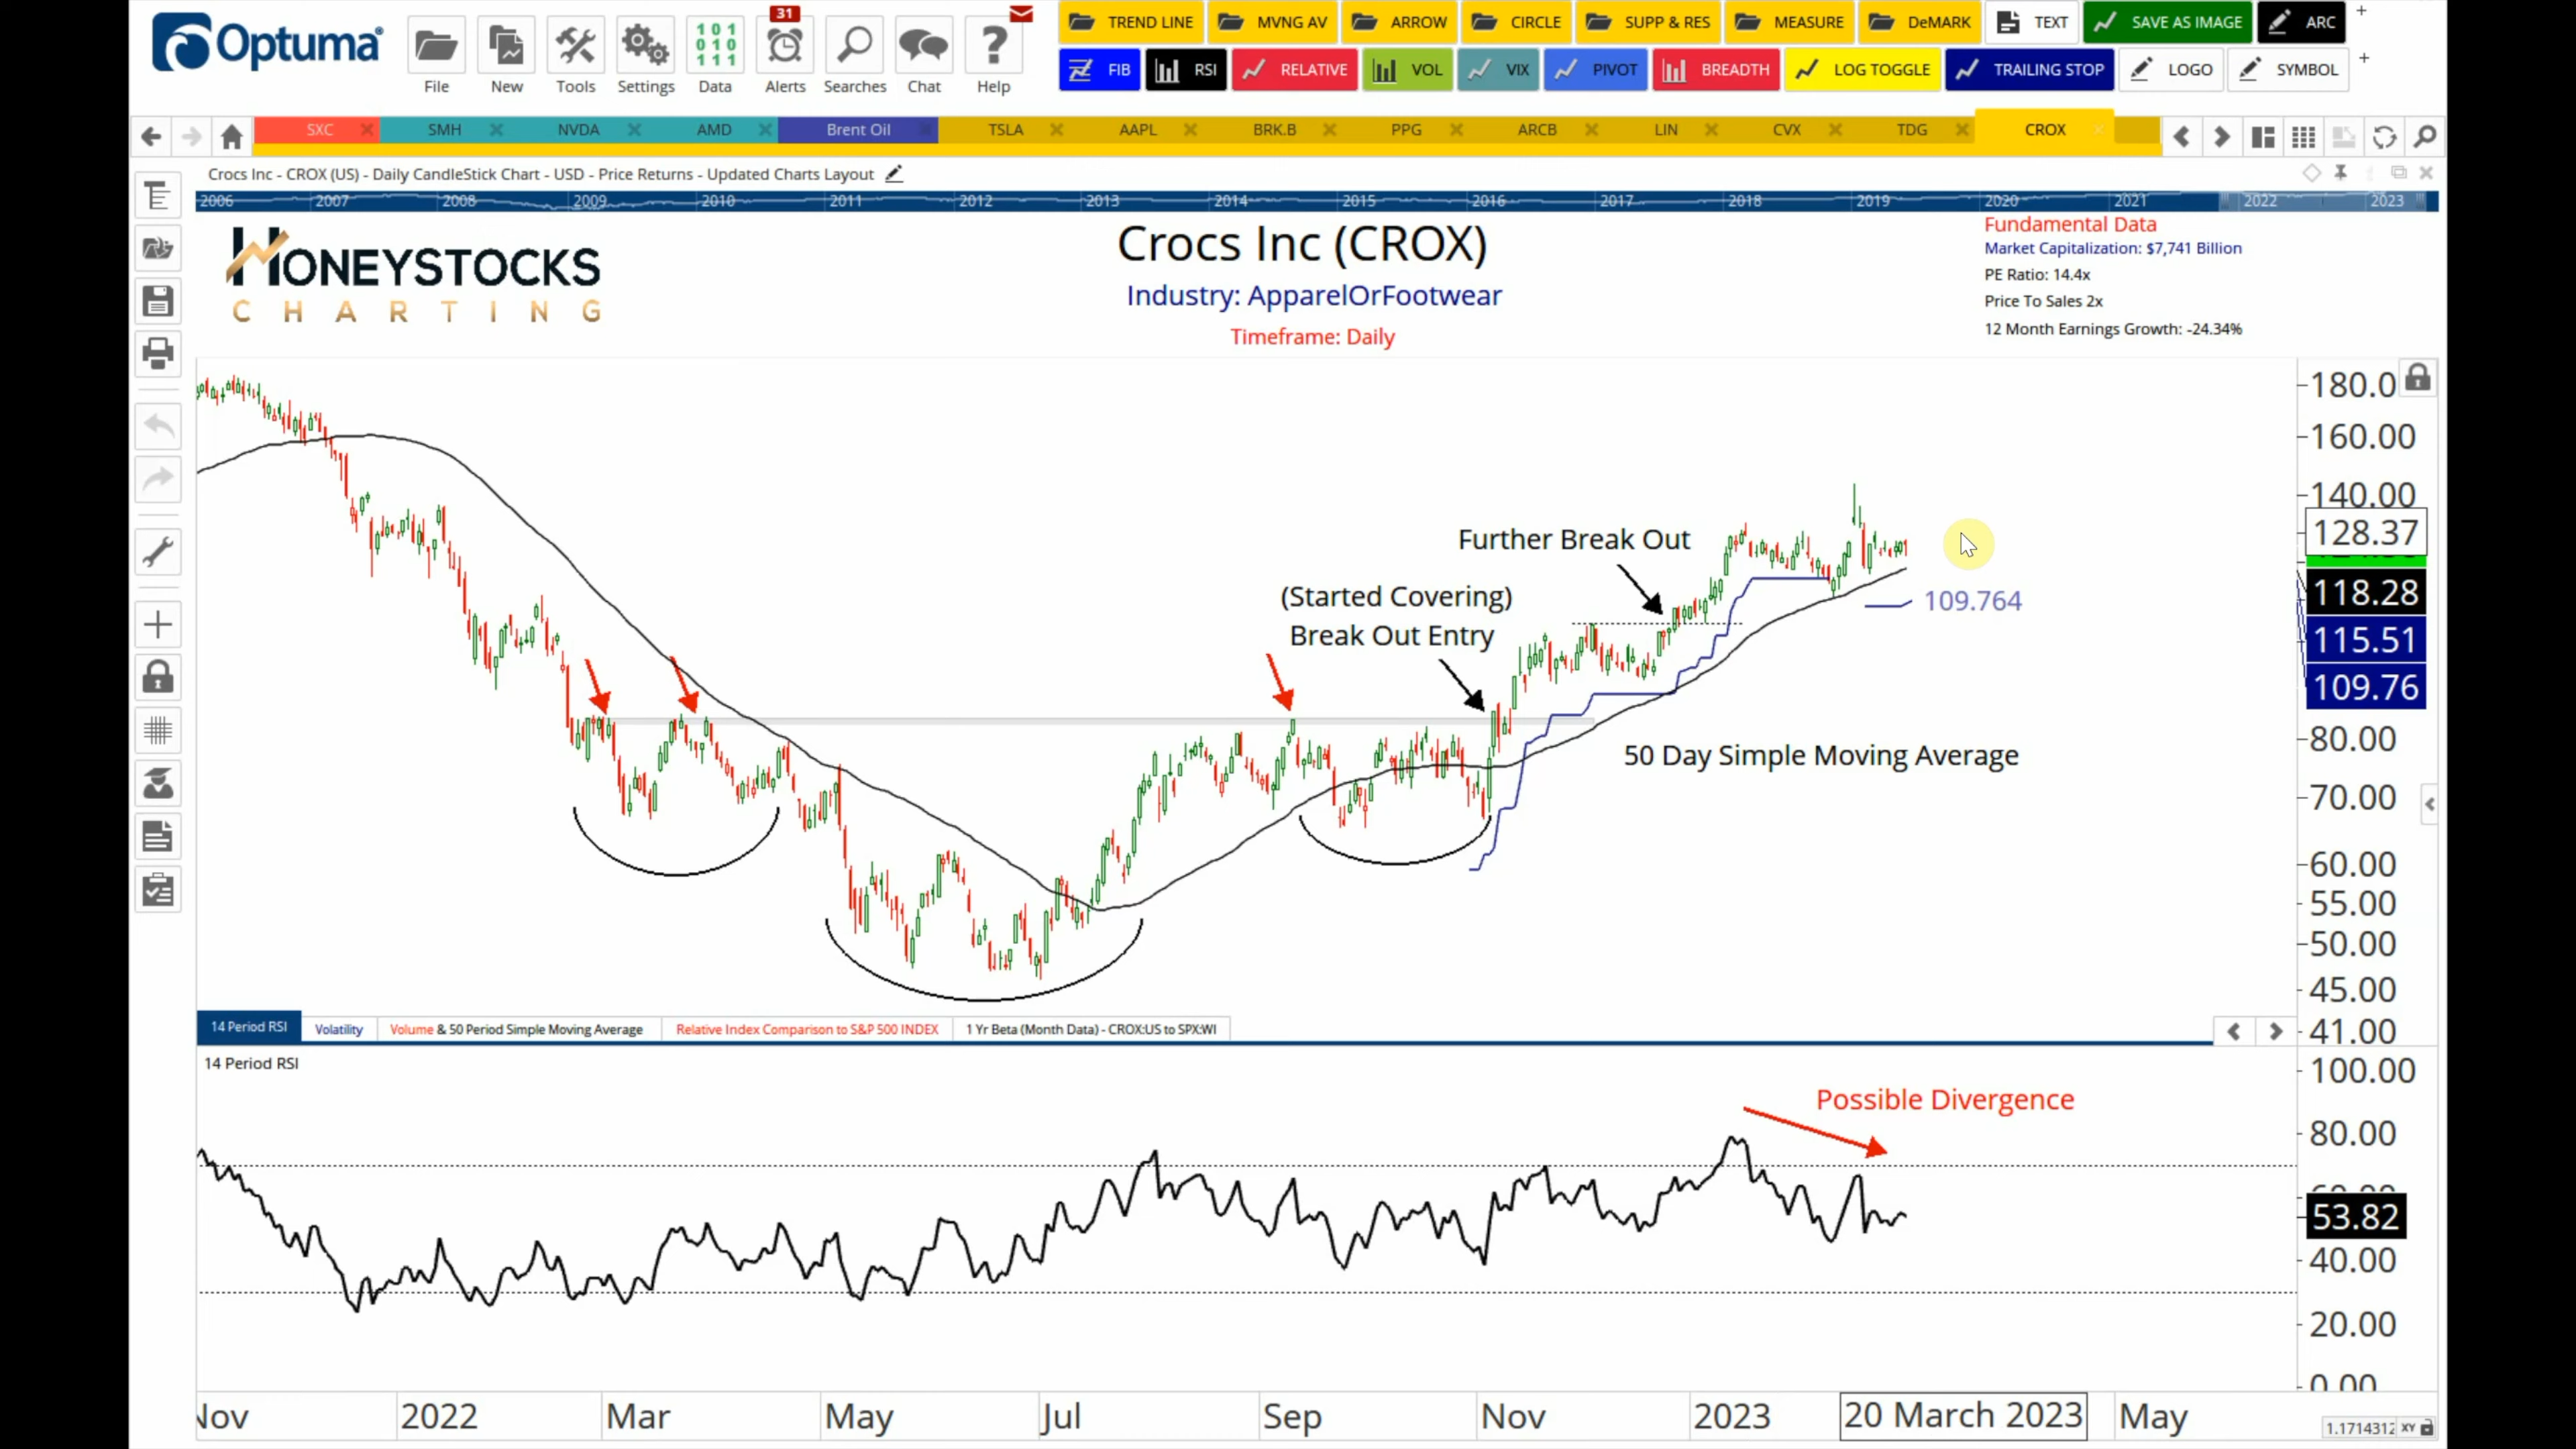 Optuma
31
101
010
111
File New Tools Settings Data Alerts Searches Chat Help
TREND LINE MVNG AV ARROW CIRCLE SUPP & RES MEASURE DeMARK TEXT SAVE AS IMAGE ARC
FIB RSI RELATIVE VOL VIX PIVOT BREADTH LOG TOGGLE TRAILING STOP LOGO SYMBOL
SXC SMH NVDA AMD Brent Oil TSLA AAPL BRK.B PPG ARCB LIN CVX TDG CROX
Crocs Inc - CROX (US) - Daily CandleStick Chart - USD - Price Returns - Updated Charts Layout
2006 2007 2008 2009 2010 2011 2012 2013 2014 2015 2016 2017 2018 2019 2020 2021 2022 2023
HONEYSTOCKS
CHARTING
Crocs Inc (CROX)
Industry: ApparelOrFootwear
Timeframe: Daily
Fundamental Data
Market Capitalization: $7,741 Billion
PE Ratio: 14.4x
Price To Sales 2x
12 Month Earnings Growth: -24.34%
180.0
160.00
140.00
128.37
118.28
115.51
109.76
80.00
70.00
60.00
55.00
50.00
45.00
41.00
Further Break Out
(Started Covering)
Break Out Entry
109.764
50 Day Simple Moving Average
14 Period RSI Volatility Volume & 50 Period Simple Moving Average Relative Index Comparison to S&P 500 INDEX 1 Yr Beta (Month Data) - CROX:US to SPX:WI
14 Period RSI
Possible Divergence
100.00
80.00
53.82
40.00
20.00
0.00
Nov 2022 Mar May Jul Sep Nov 2023 20 March 2023 May
1.1714312 XY